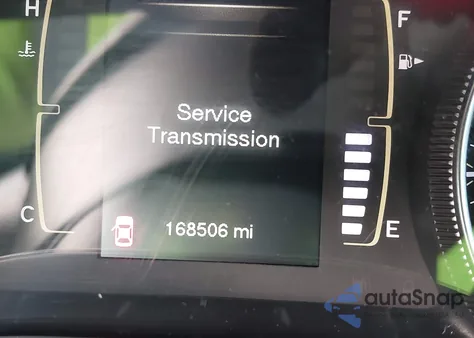 H
F
Service
Transmission
C
168506 mi
E
autoSnap